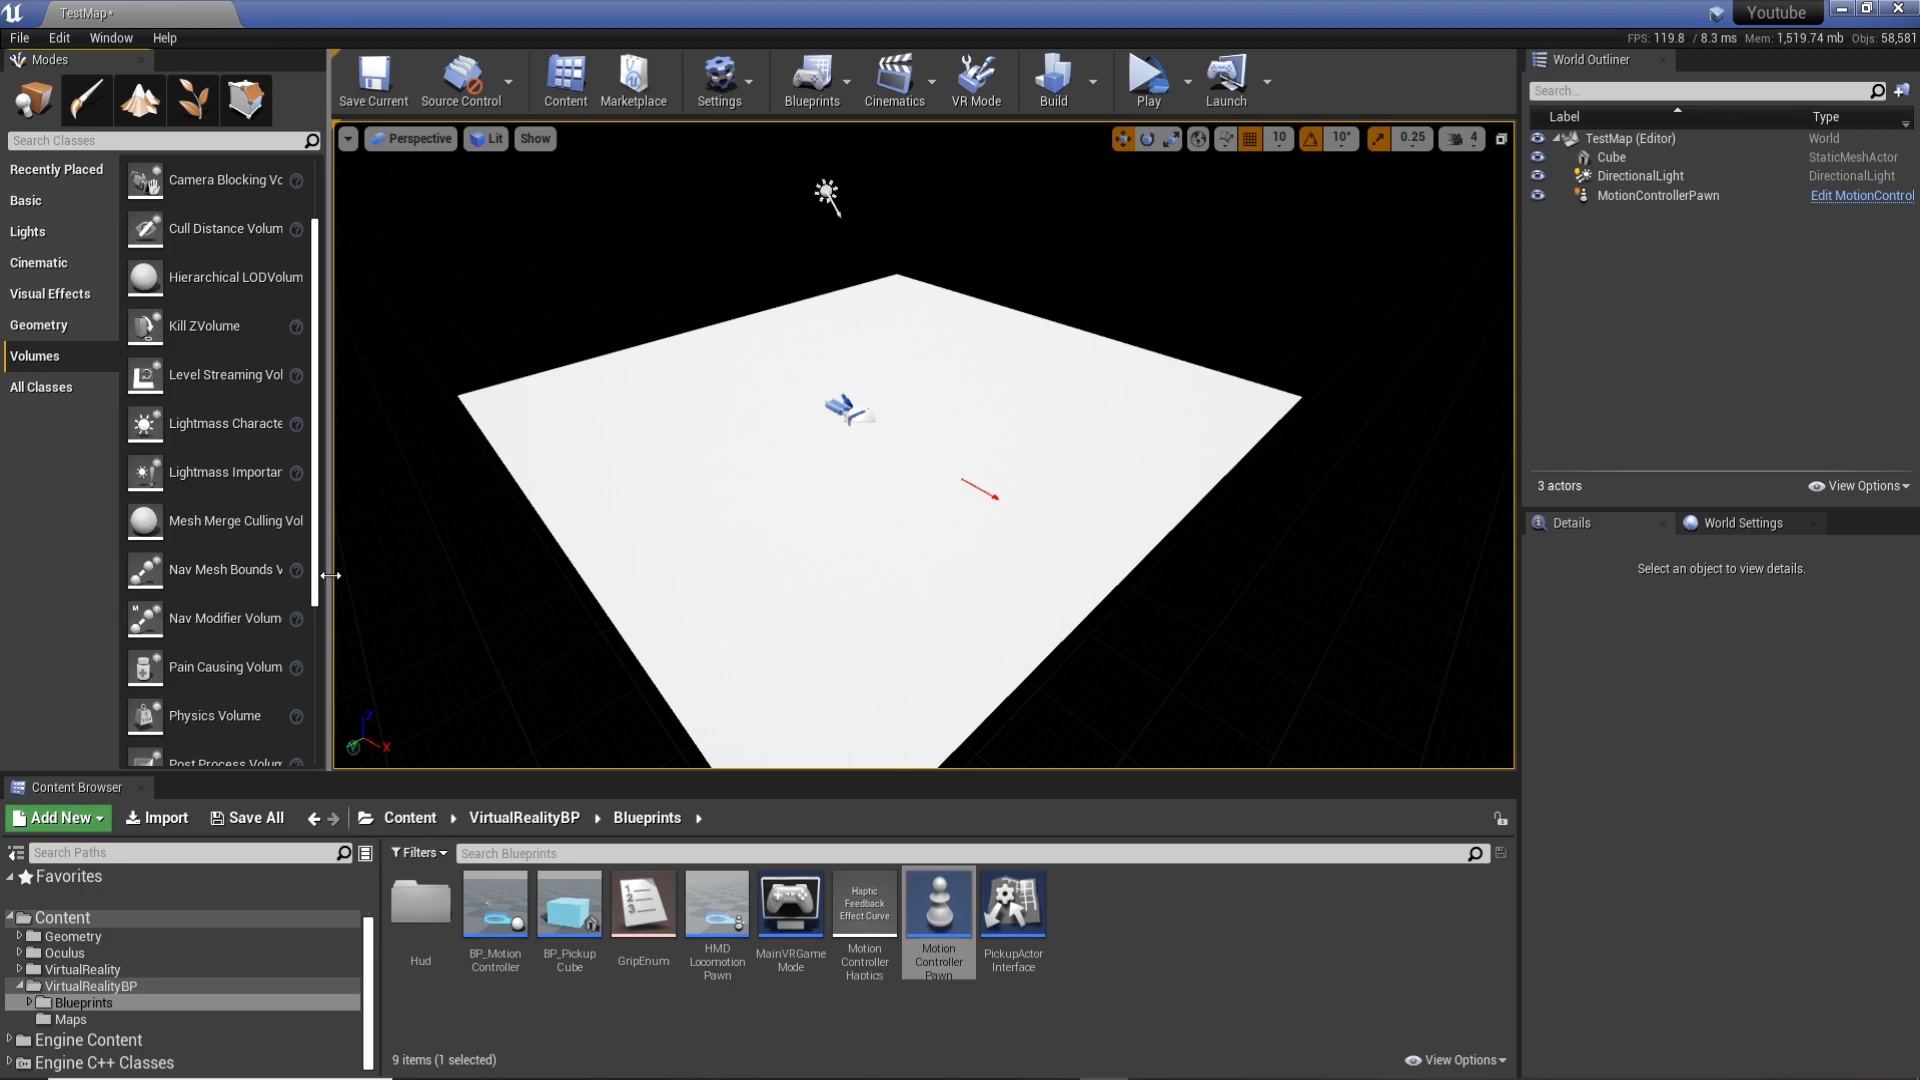 TestMap*
Youtube
File Edit Window Help
FPS: 119.8 / 8.3 ms Mem: 1,519.74 mb Objs: 58,581
Modes
Save Current
Source Control
Content
Marketplace
Settings
Blueprints
Cinematics
VR Mode
Build
Play
Launch
World Outliner
Search...
Label
Type
Search Classes
Perspective
Lit
Show
10
10°
0.25
4
TestMap (Editor) World
Cube StaticMeshActor
DirectionalLight DirectionalLight
MotionControllerPawn Edit MotionControl
Recently Placed
Basic
Lights
Cinematic
Visual Effects
Geometry
Volumes
All Classes
Camera Blocking Vo
Cull Distance Volum
Hierarchical LODVolum
Kill ZVolume
Level Streaming Vol
Lightmass Characte
Lightmass Importar
Mesh Merge Culling Vol
Nav Mesh Bounds V
Nav Modifier Volum
Pain Causing Volum
Physics Volume
Post Process Volum
Z
X
3 actors
View Options
Details
World Settings
Select an object to view details.
Content Browser
Add New
Import
Save All
Content
VirtualRealityBP
Blueprints
Search Paths
Filters
Search Blueprints
Favorites
Content
Geometry
Oculus
VirtualReality
VirtualRealityBP
Blueprints
Maps
Engine Content
Engine C++ Classes
Hud
BP_Motion
Controller
BP_Pickup
Cube
1
2
3
GripEnum
HMD
Locomotion
Pawn
MainVRGame
Mode
Haptic
Feedback
Effect Curve
Motion
Controller
Haptics
Motion
Controller
Pawn
PickupActor
Interface
9 items (1 selected)
View Options